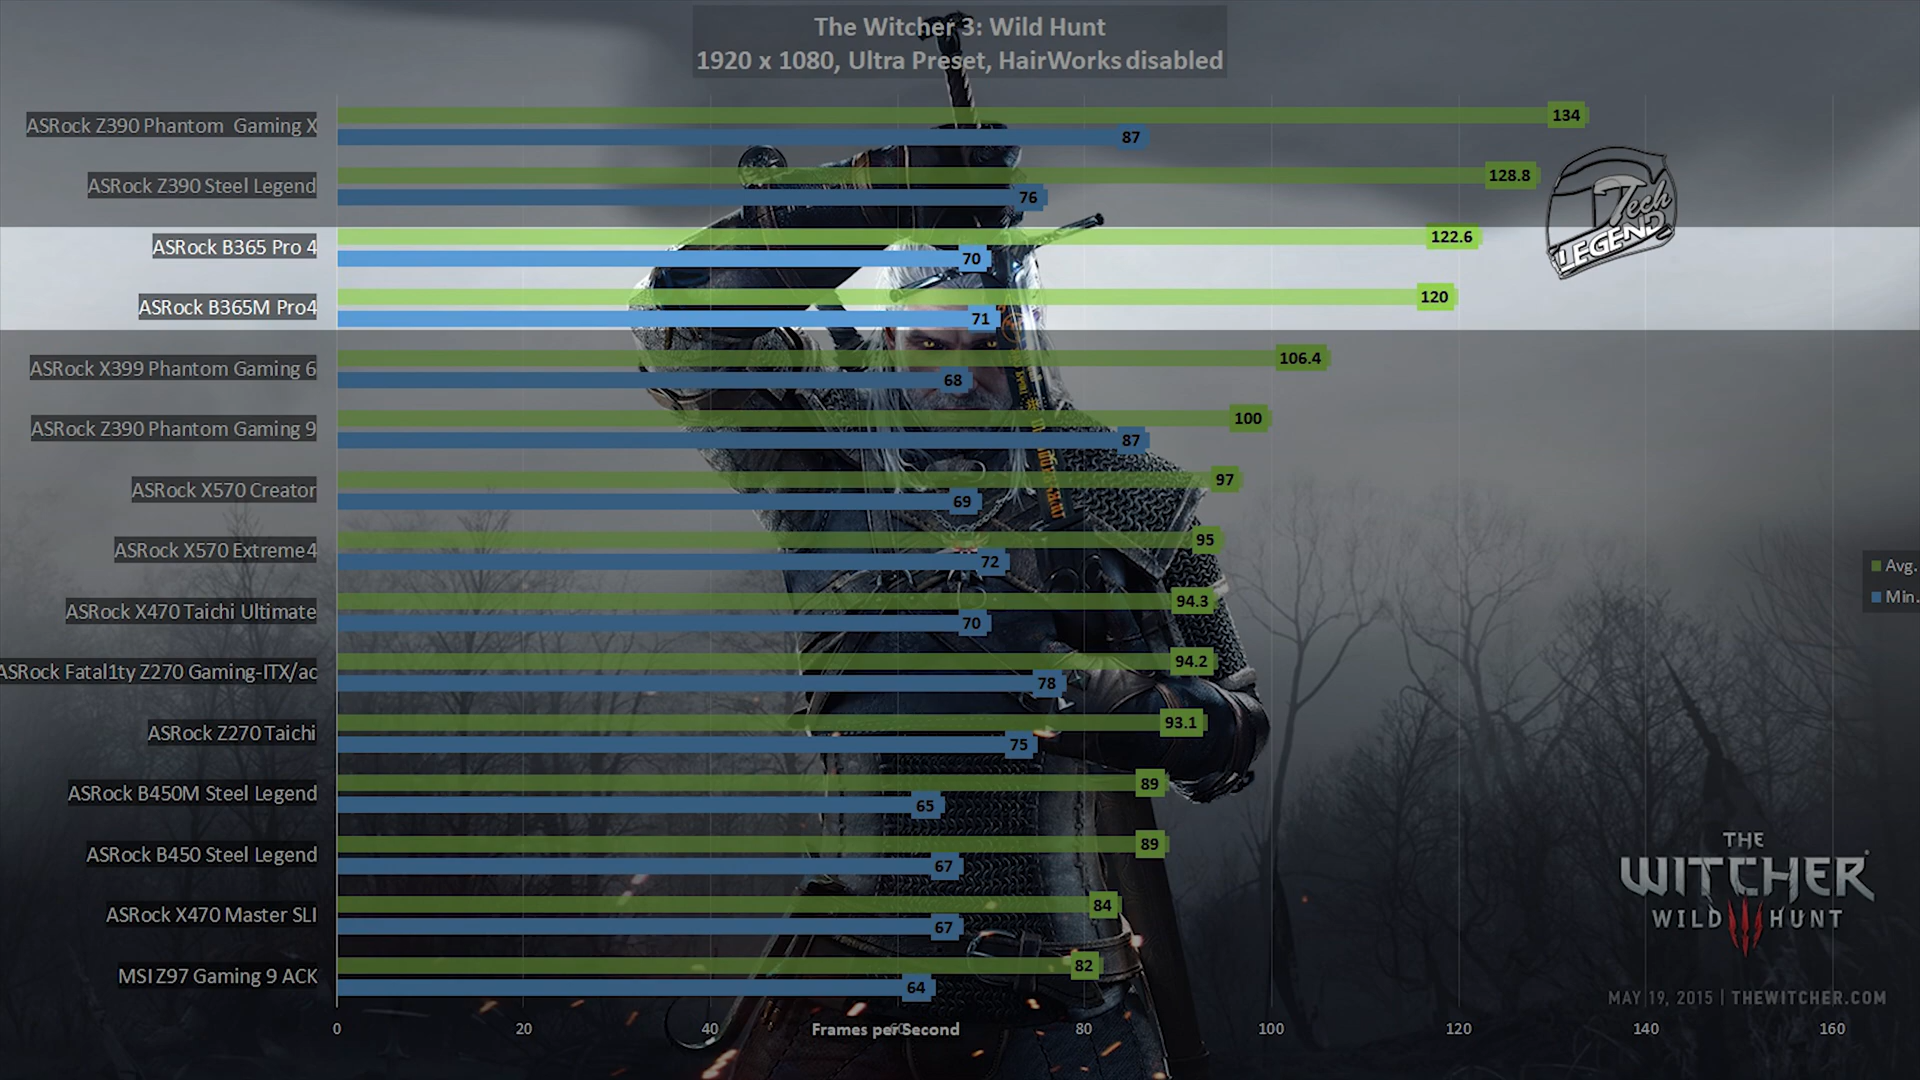 The Witcher 3: Wild Hunt
1920 x 1080, Ultra Preset, HairWorks disabled
ASRock Z390 Phantom Gaming X
134
87
ASRock Z390 Steel Legend
128.8
76
ASRock B365 Pro 4
122.6
70
ASRock B365M Pro4
120
71
ASRock X399 Phantom Gaming 6
106.4
68
ASRock Z390 Phantom Gaming 9
100
87
ASRock X570 Creator
97
69
ASRock X570 Extreme4
95
72
ASRock X470 Taichi Ultimate
94.3
70
ASRock Fatal1ty Z270 Gaming-ITX/ac
94.2
78
ASRock Z270 Taichi
93.1
75
ASRock B450M Steel Legend
89
65
ASRock B450 Steel Legend
89
67
ASRock X470 Master SLI
84
67
MSI Z97 Gaming 9 ACK
82
64
0 20 40 60 80 100 120 140 160
Frames per Second
Avg.
Min.
Tech
LEGEND
THE
WITCHER
WILD HUNT
MAY 19, 2015 | THEWITCHER.COM